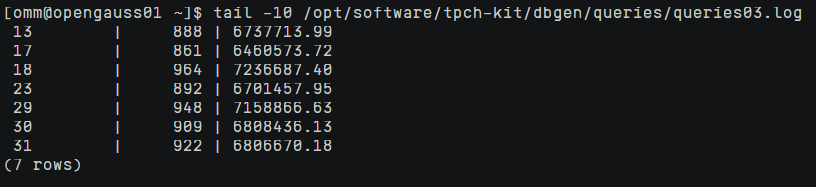 [omm@opengauss01 ~]$ tail -10 /opt/software/tpch-kit/dbgen/queries/queries03.log
13 | 888 | 6737713.99
17 | 861 | 6460573.72
18 | 964 | 7236687.40
23 | 892 | 6701457.95
29 | 948 | 7158866.63
30 | 909 | 6808436.13
31 | 922 | 6806670.18
(7 rows)